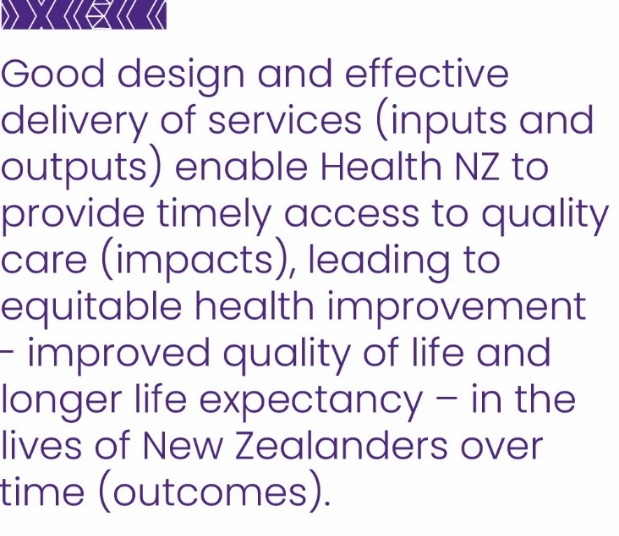 Good design and effective
delivery of services (inputs and
outputs) enable Health NZ to
provide timely access to quality
care (impacts), leading to
equitable health improvement
– improved quality of life and
longer life expectancy – in the
lives of New Zealanders over
time (outcomes).